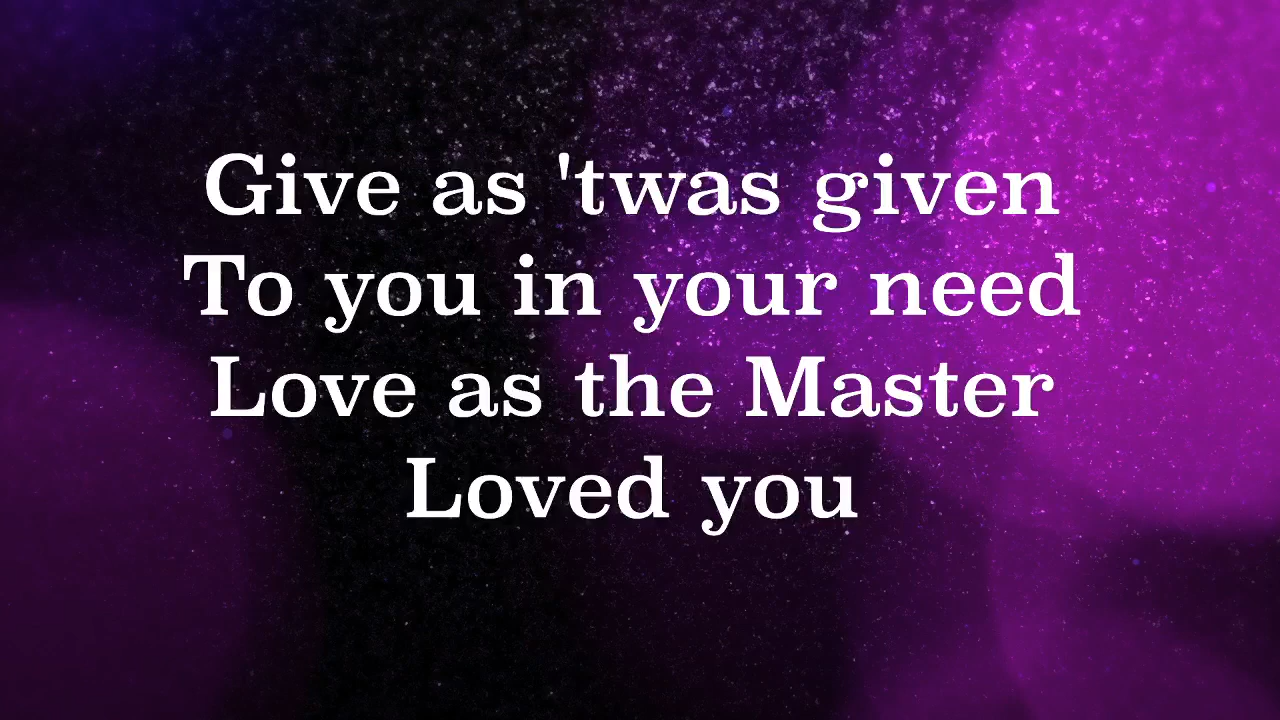 Give as 'twas given
To you in your need
Love as the Master
Loved you